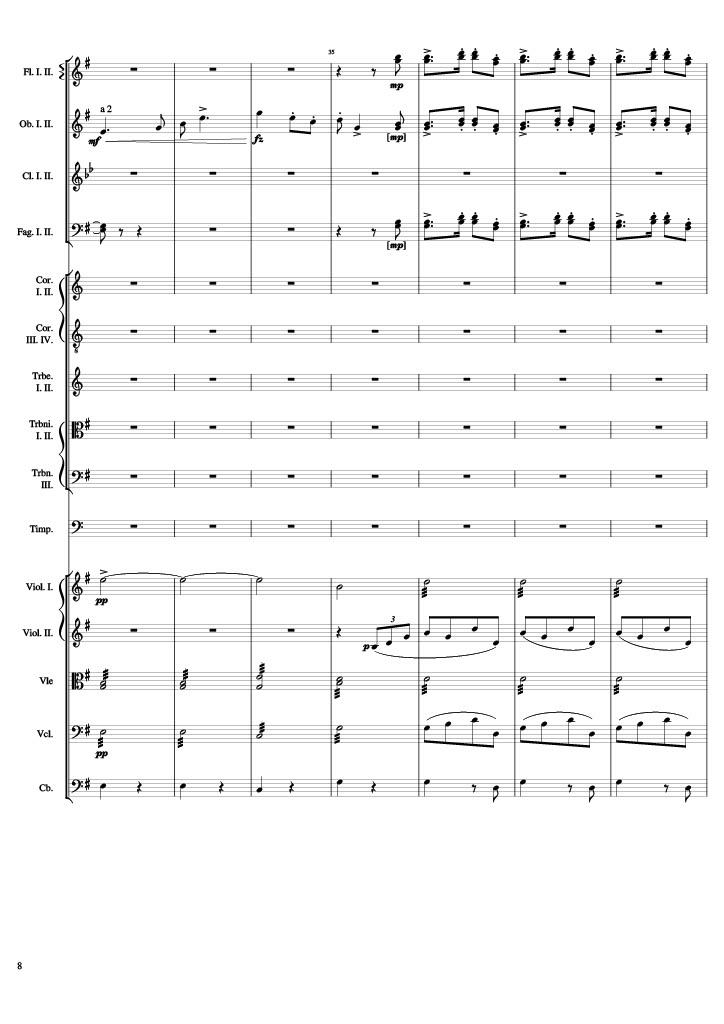 35
Fl. I. II.
mp
a 2
Ob. I. II.
mf
fz
[mp]
Cl. I. II.
Fag. I. II.
[mp]
Cor.
I. II.
Cor.
III. IV.
8
Trbe.
I. II.
Trbni.
I. II.
Trbn.
III.
Timp.
Viol. I.
pp
Viol. II.
3
p
Vle
Vcl.
pp
Cb.
8